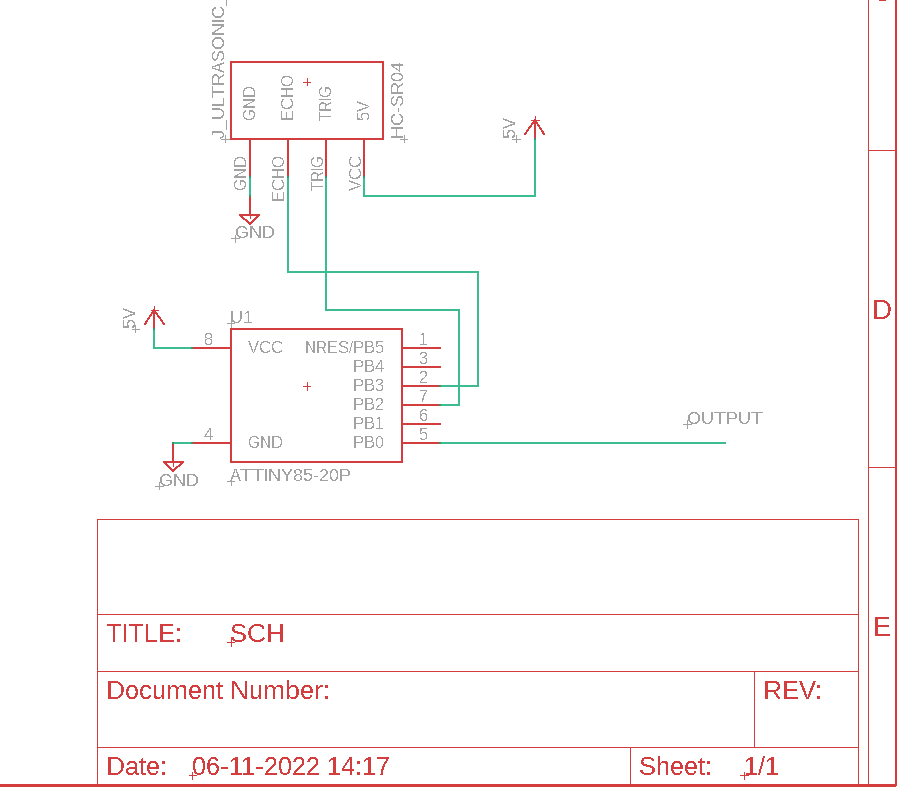 J_ULTRASONIC_
GND
ECHO
TRIG
5V
HC-SR04
GND
ECHO
TRIG
VCC
5V
GND
5V
U1
8
VCC
NRES/PB5
1
PB4
3
PB3
2
PB2
7
PB1
6
4
GND
PB0
5
OUTPUT
GND
ATTINY85-20P
D
E
TITLE: SCH
Document Number:
REV:
Date: 06-11-2022 14:17
Sheet: 1/1